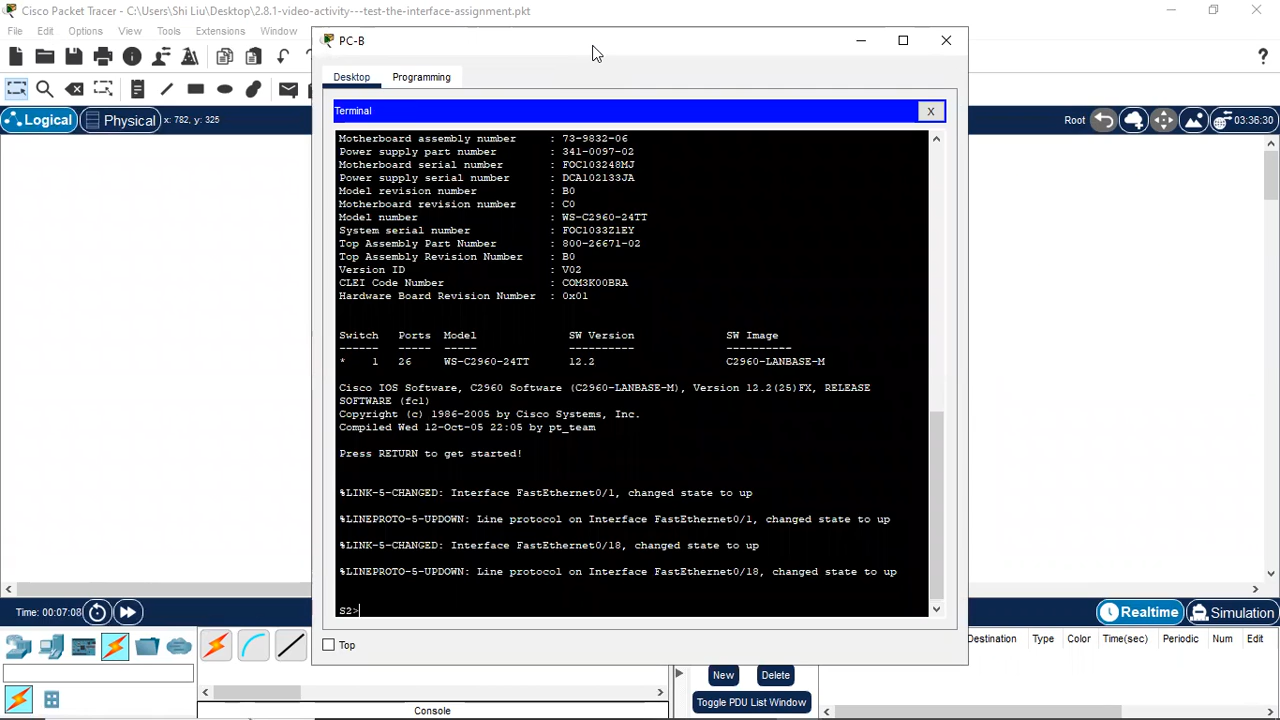 Cisco Packet Tracer - C:\Users\Shi Liu\Desktop\2.8.1-video-activity---test-the-interface-assignment.pkt
File Edit Options View Tools Extensions Window
PC-B
Desktop Programming
Logical Physical x: 782, y: 325
Root 03:36:30
Terminal X
Motherboard assembly number : 73-9832-06
Power supply part number : 341-0097-02
Motherboard serial number : FOC103248MJ
Power supply serial number : DCA102133JA
Model revision number : B0
Motherboard revision number : C0
Model number : WS-C2960-24TT
System serial number : FOC1033Z1EY
Top Assembly Part Number : 800-26671-02
Top Assembly Revision Number : B0
Version ID : V02
CLEI Code Number : COM3K00BRA
Hardware Board Revision Number : 0x01
Switch Ports Model SW Version SW Image
------ ----- ----- ---------- ----------
* 1 26 WS-C2960-24TT 12.2 C2960-LANBASE-M
Cisco IOS Software, C2960 Software (C2960-LANBASE-M), Version 12.2(25)FX, RELEASE
SOFTWARE (fc1)
Copyright (c) 1986-2005 by Cisco Systems, Inc.
Compiled Wed 12-Oct-05 22:05 by pt_team
Press RETURN to get started!
%LINK-5-CHANGED: Interface FastEthernet0/1, changed state to up
%LINEPROTO-5-UPDOWN: Line protocol on Interface FastEthernet0/1, changed state to up
%LINK-5-CHANGED: Interface FastEthernet0/18, changed state to up
%LINEPROTO-5-UPDOWN: Line protocol on Interface FastEthernet0/18, changed state to up
S2>
Top
Time: 00:07:08
Realtime Simulation
Destination Type Color Time(sec) Periodic Num Edit
New Delete
Toggle PDU List Window
Console